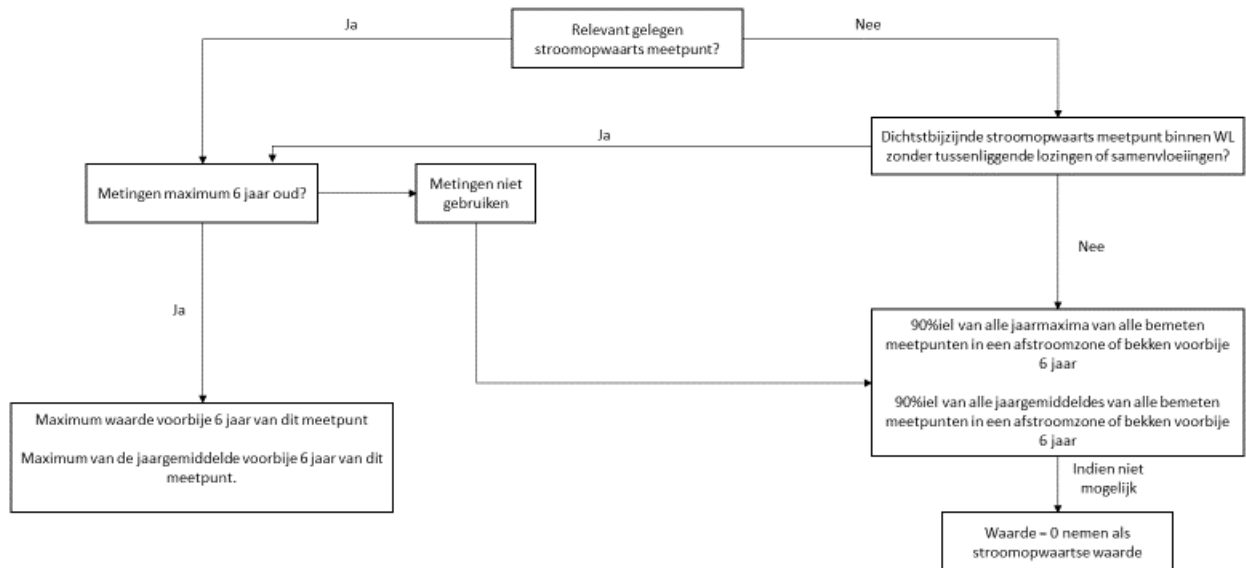 Ja
Relevant gelegen
stroomopwaarts meetpunt?
Nee
Ja
Dichtstbijzijnde stroomopwaarts meetpunt binnen WL
zonder tussenliggende lozingen of samenvloeiingen?
Metingen maximum 6 jaar oud?
Metingen niet
gebruiken
Nee
Ja
90%iel van alle jaarmaxima van alle bemeten
meetpunten in een afstroomzone of bekken voorbije
6 jaar
90%iel van alle jaargemiddeldes van alle bemeten
meetpunten in een afstroomzone of bekken voorbije
6 jaar
Maximum waarde voorbije 6 jaar van dit meetpunt
Maximum van de jaargemiddelde voorbije 6 jaar van dit
meetpunt.
Indien niet
mogelijk
Waarde = 0 nemen als
stroomopwaartse waarde